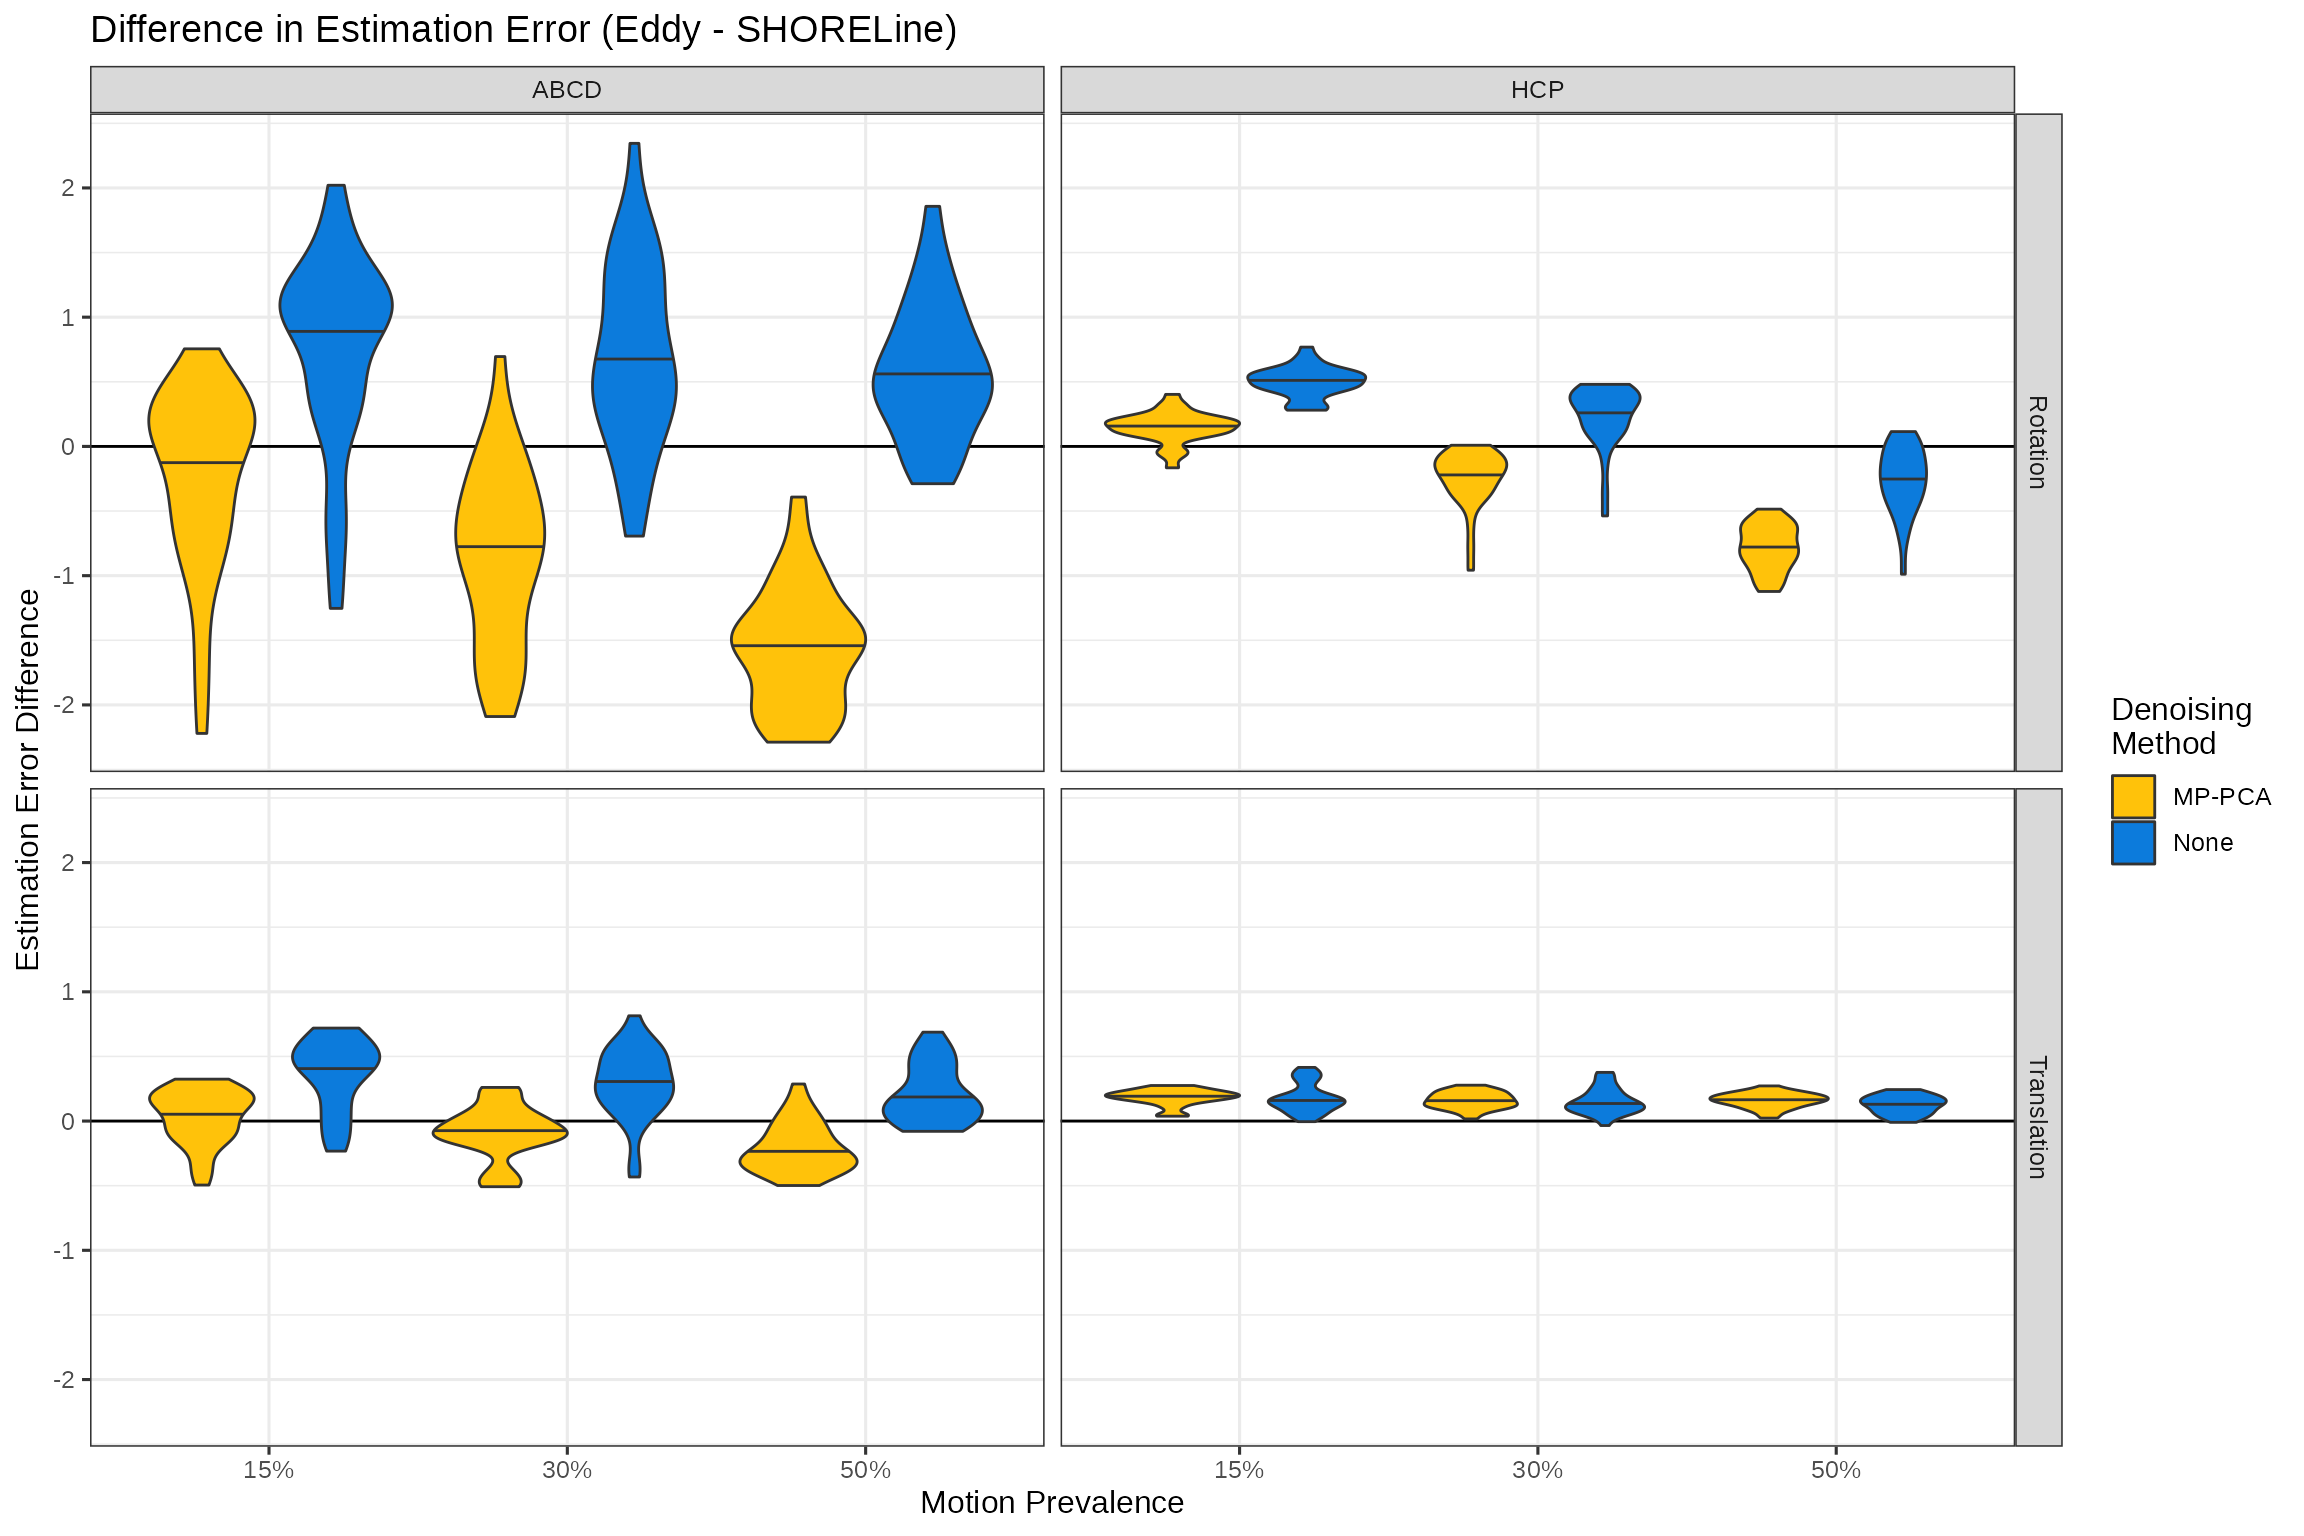 Difference in Estimation Error (Eddy - SHORELine)
ABCD
HCP
2
1
0
-1
-2
Rotation
2
1
0
-1
-2
Translation
Estimation Error Difference
15%
30%
50%
15%
30%
50%
Motion Prevalence
Denoising
Method
MP-PCA
None